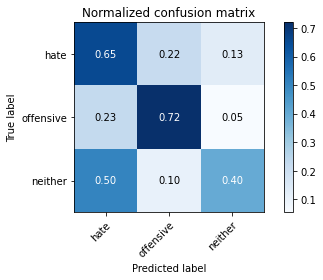 Normalized confusion matrix
True label
hate 0.65 0.22 0.13
offensive 0.23 0.72 0.05
neither 0.50 0.10 0.40
hate offensive neither
Predicted label
0.7
0.6
0.5
0.4
0.3
0.2
0.1